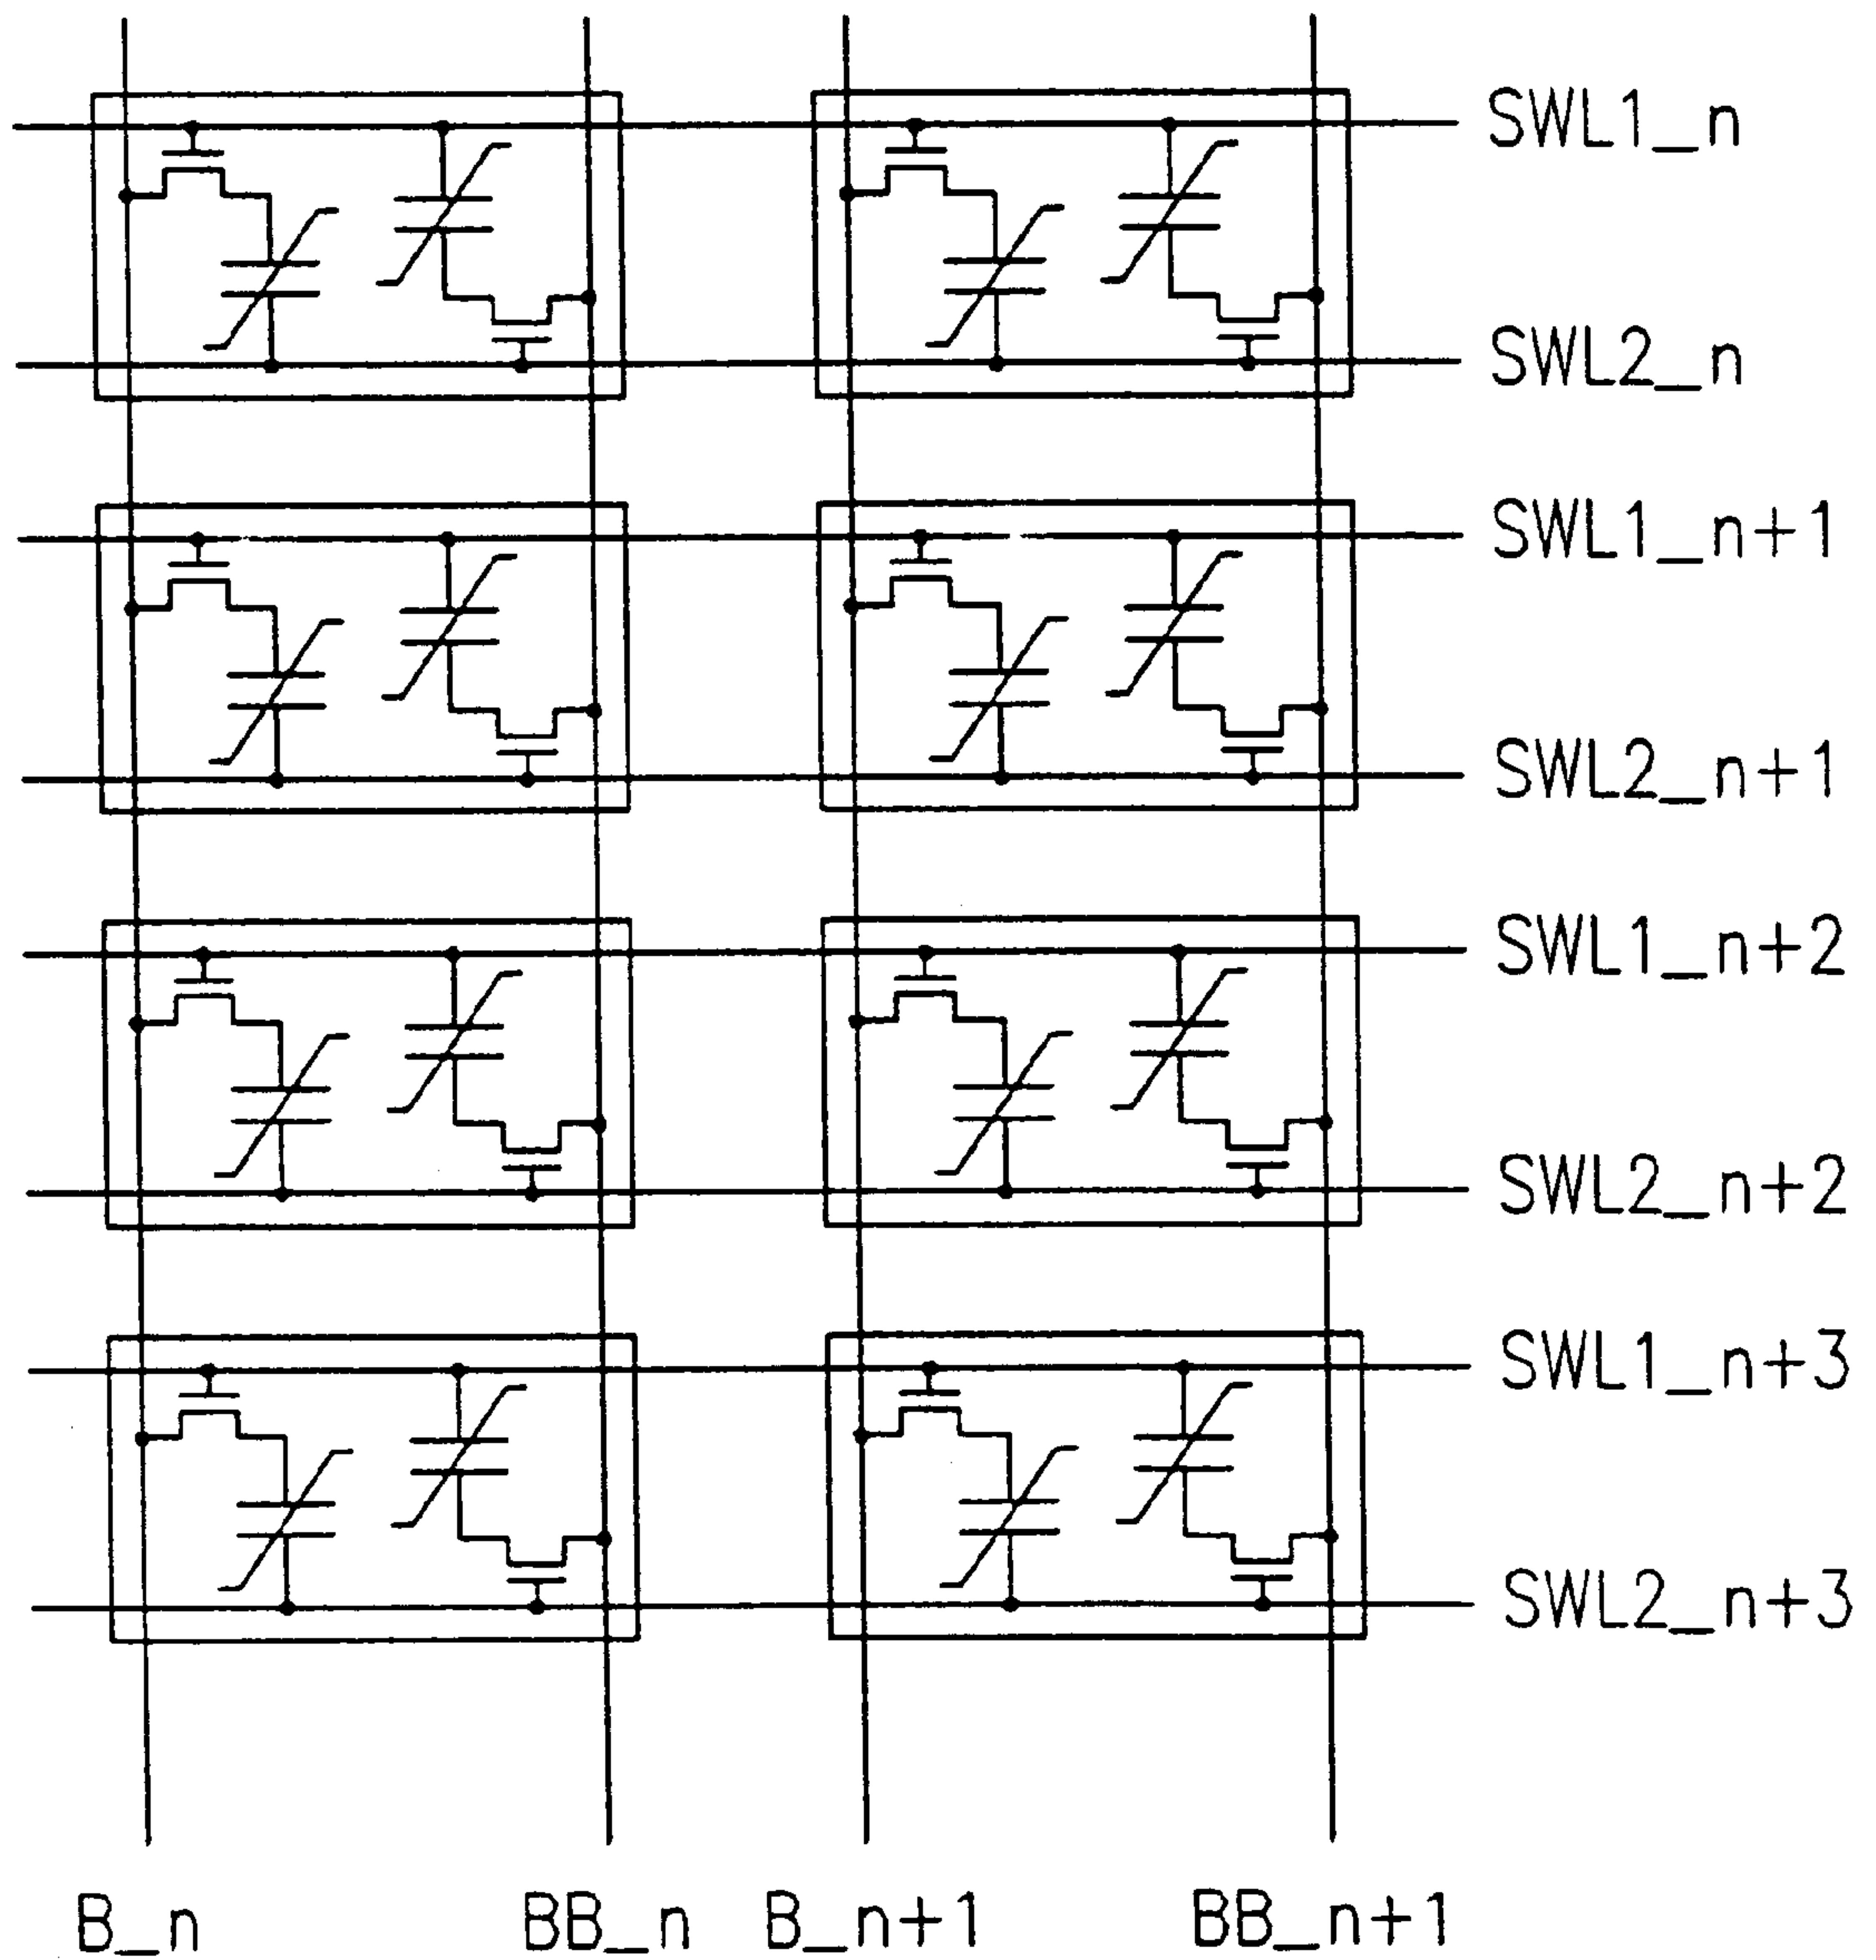 SWL1_n
SWL2_n
SWL1_n+1
SWL2_n+1
SWL1_n+2
SWL2_n+2
SWL1_n+3
SWL2_n+3
B_n BB_n B_n+1 BB_n+1